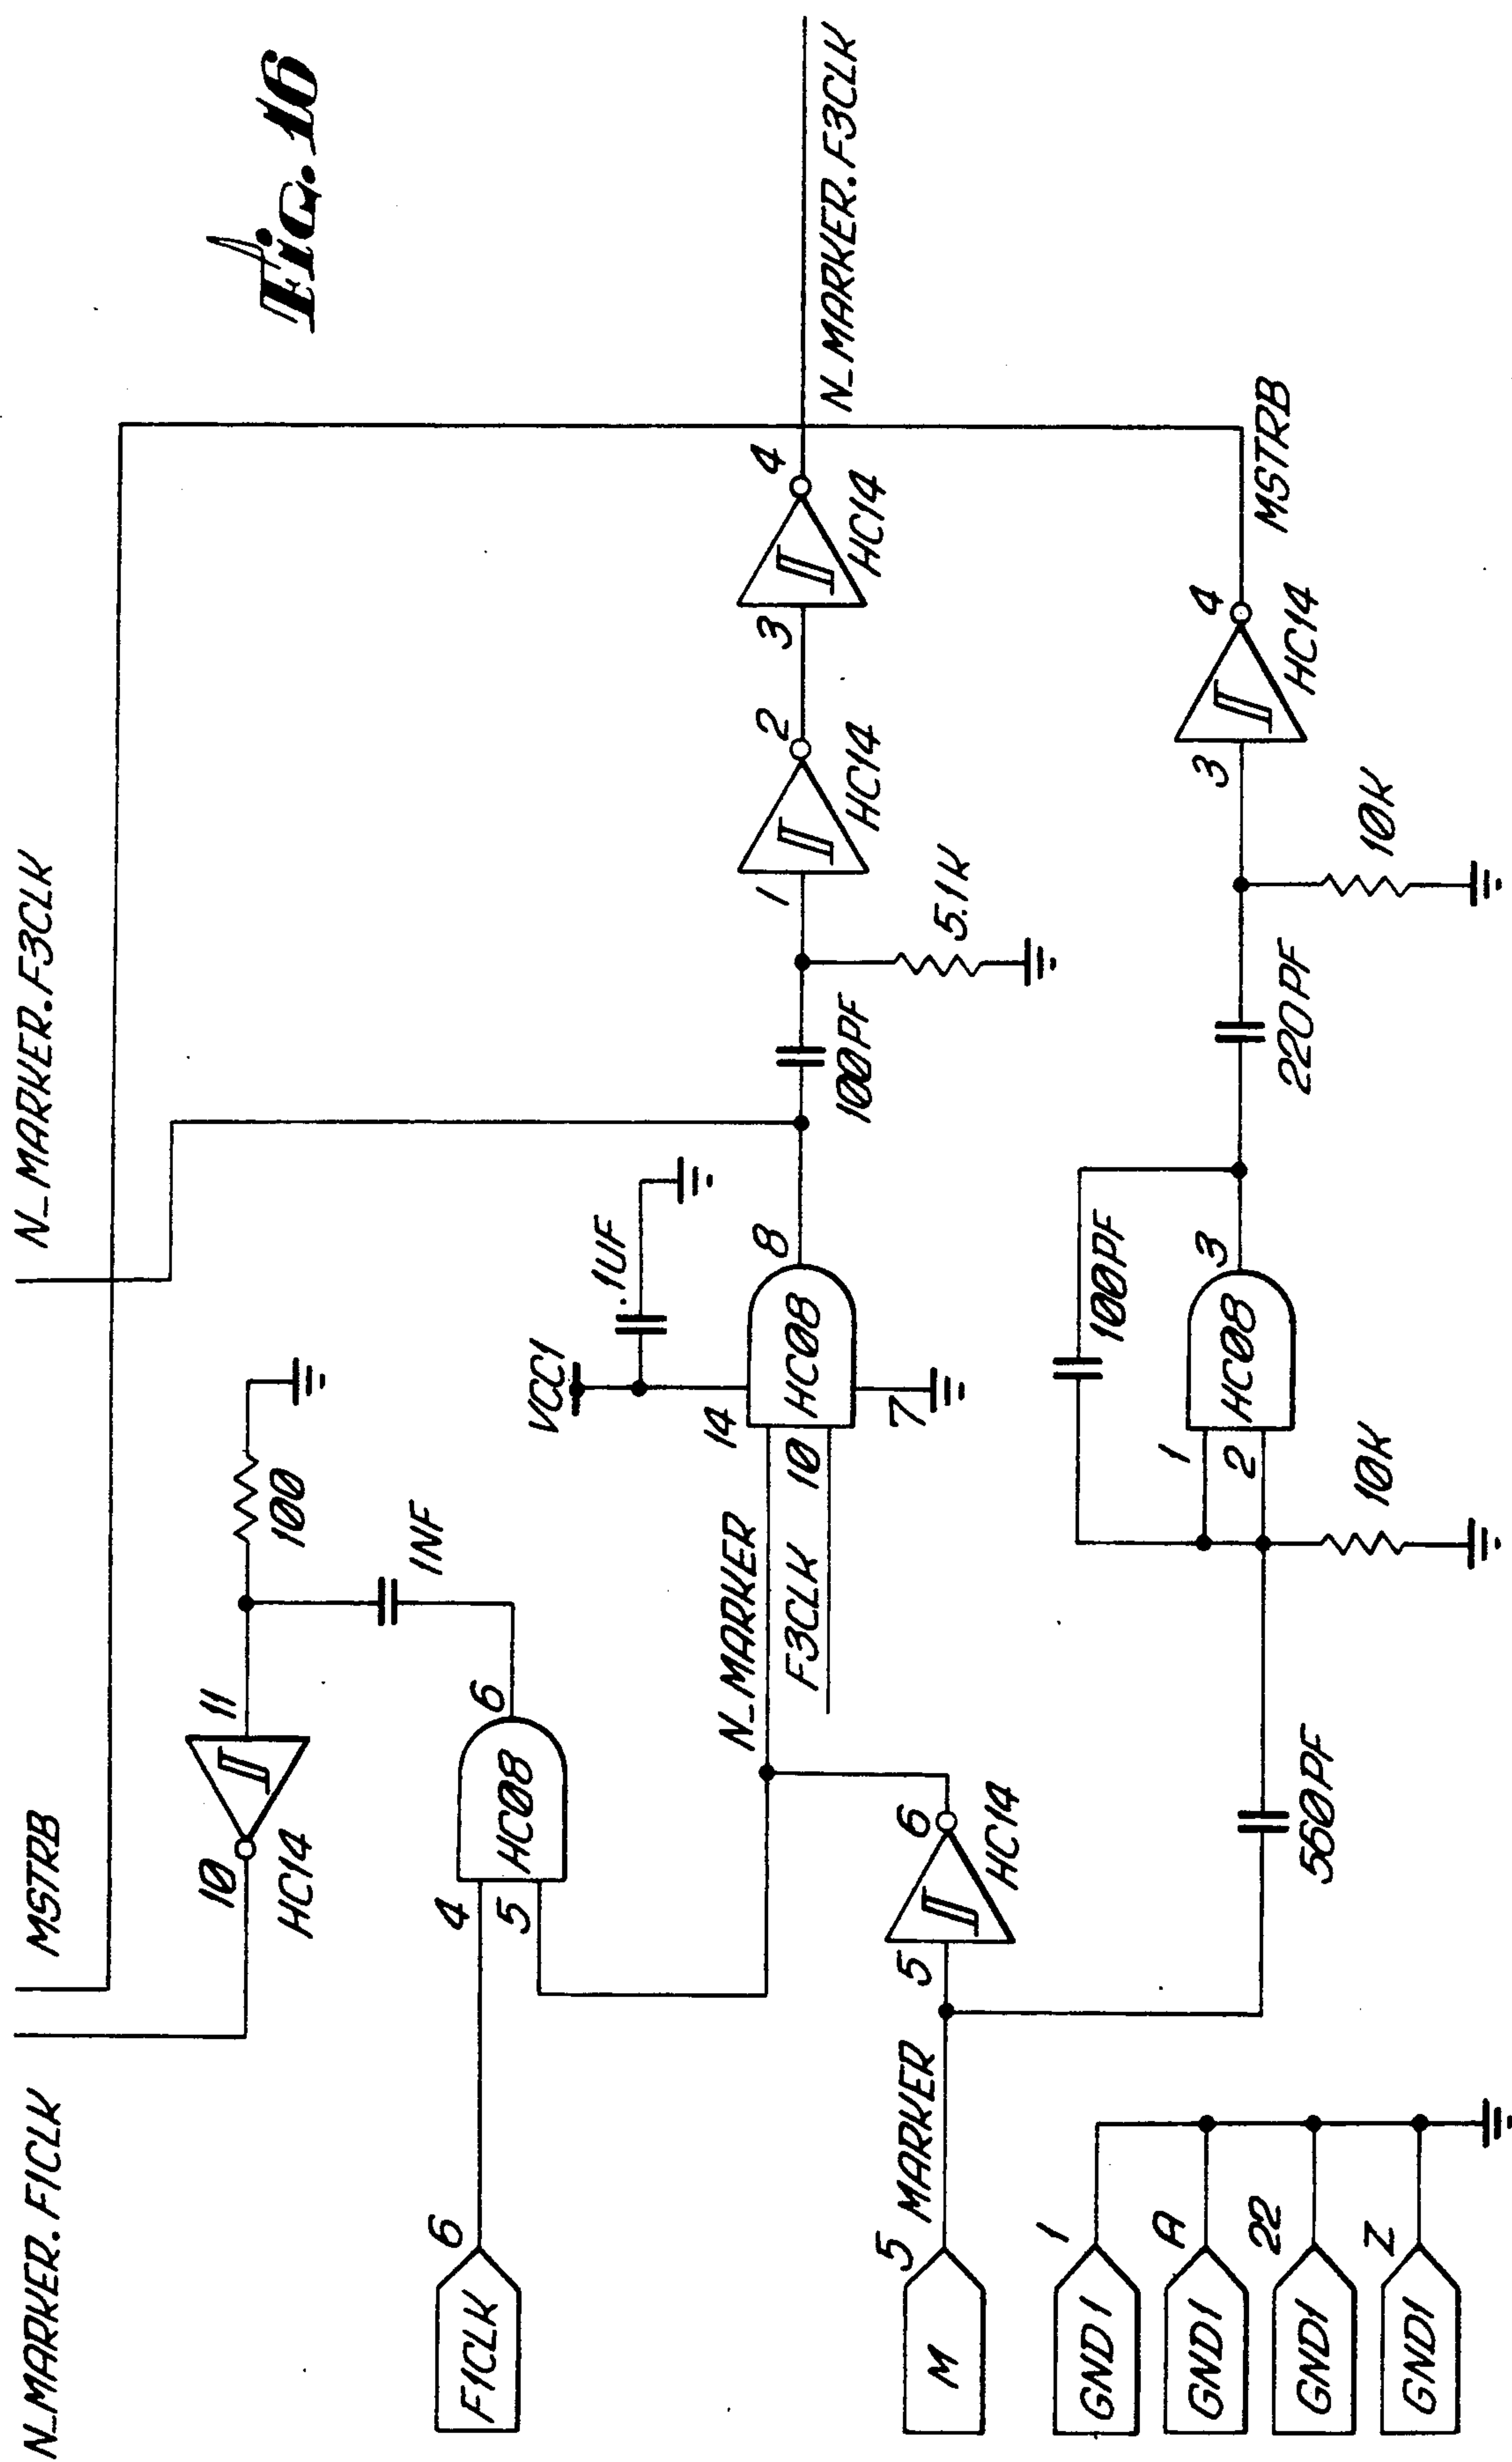 Fig. 16
N_MARKER.F1CLK
MSTRB
N_MARKER.F3CLK
10
HC14
11
100
1NF
F1CLK
6
4
5
HC08
6
VCC1
.1UF
N_MARKER
14
F3CLK
10
HC08
7
8
100PF
5.1K
1
HC14
2
3
HC14
4
N_MARKER.F3CLK
M
5
MARKER
5
HC14
6
560PF
10K
1
2
HC08
3
100PF
220PF
10K
3
HC14
4
MSTRB
GND1
1
GND1
A
GND1
22
GND1
Z